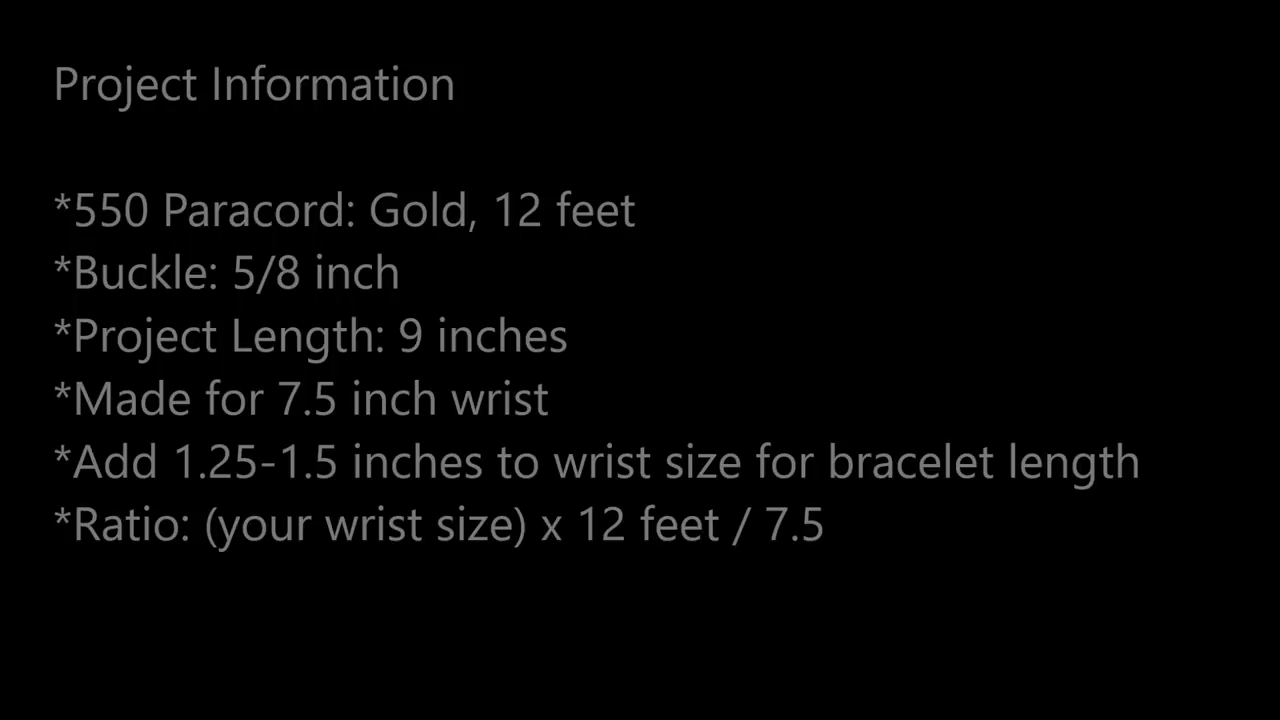 Project Information
*550 Paracord: Gold, 12 feet
*Buckle: 5/8 inch
*Project Length: 9 inches
*Made for 7.5 inch wrist
*Add 1.25-1.5 inches to wrist size for bracelet length
*Ratio: (your wrist size) x 12 feet / 7.5